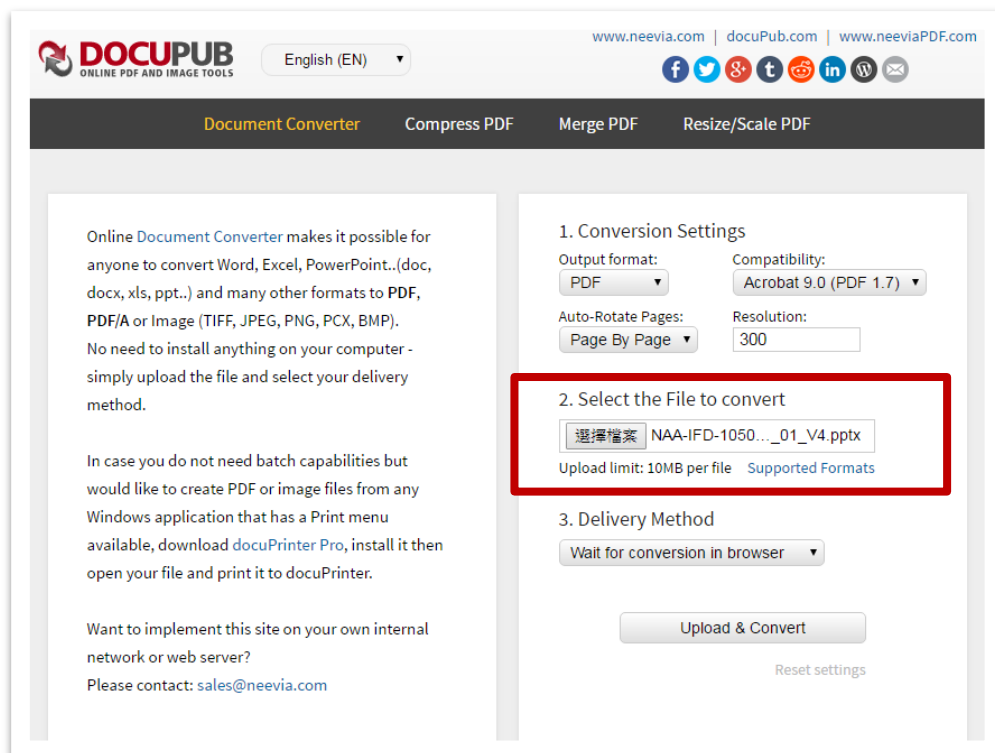 www.neevia.com | docuPub.com | www.neeviaPDF.com
DOCUPUB
ONLINE PDF AND IMAGE TOOLS
English (EN)
Document Converter Compress PDF Merge PDF Resize/Scale PDF
Online Document Converter makes it possible for
anyone to convert Word, Excel, PowerPoint..(doc,
docx, xls, ppt..) and many other formats to PDF,
PDF/A or Image (TIFF, JPEG, PNG, PCX, BMP).
No need to install anything on your computer -
simply upload the file and select your delivery
method.
In case you do not need batch capabilities but
would like to create PDF or image files from any
Windows application that has a Print menu
available, download docuPrinter Pro, install it then
open your file and print it to docuPrinter.
Want to implement this site on your own internal
network or web server?
Please contact: sales@neevia.com
1. Conversion Settings
Output format: Compatibility:
PDF Acrobat 9.0 (PDF 1.7)
Auto-Rotate Pages: Resolution:
Page By Page 300
2. Select the File to convert
選擇檔案 NAA-IFD-1050..._01_V4.pptx
Upload limit: 10MB per file Supported Formats
3. Delivery Method
Wait for conversion in browser
Upload & Convert
Reset settings